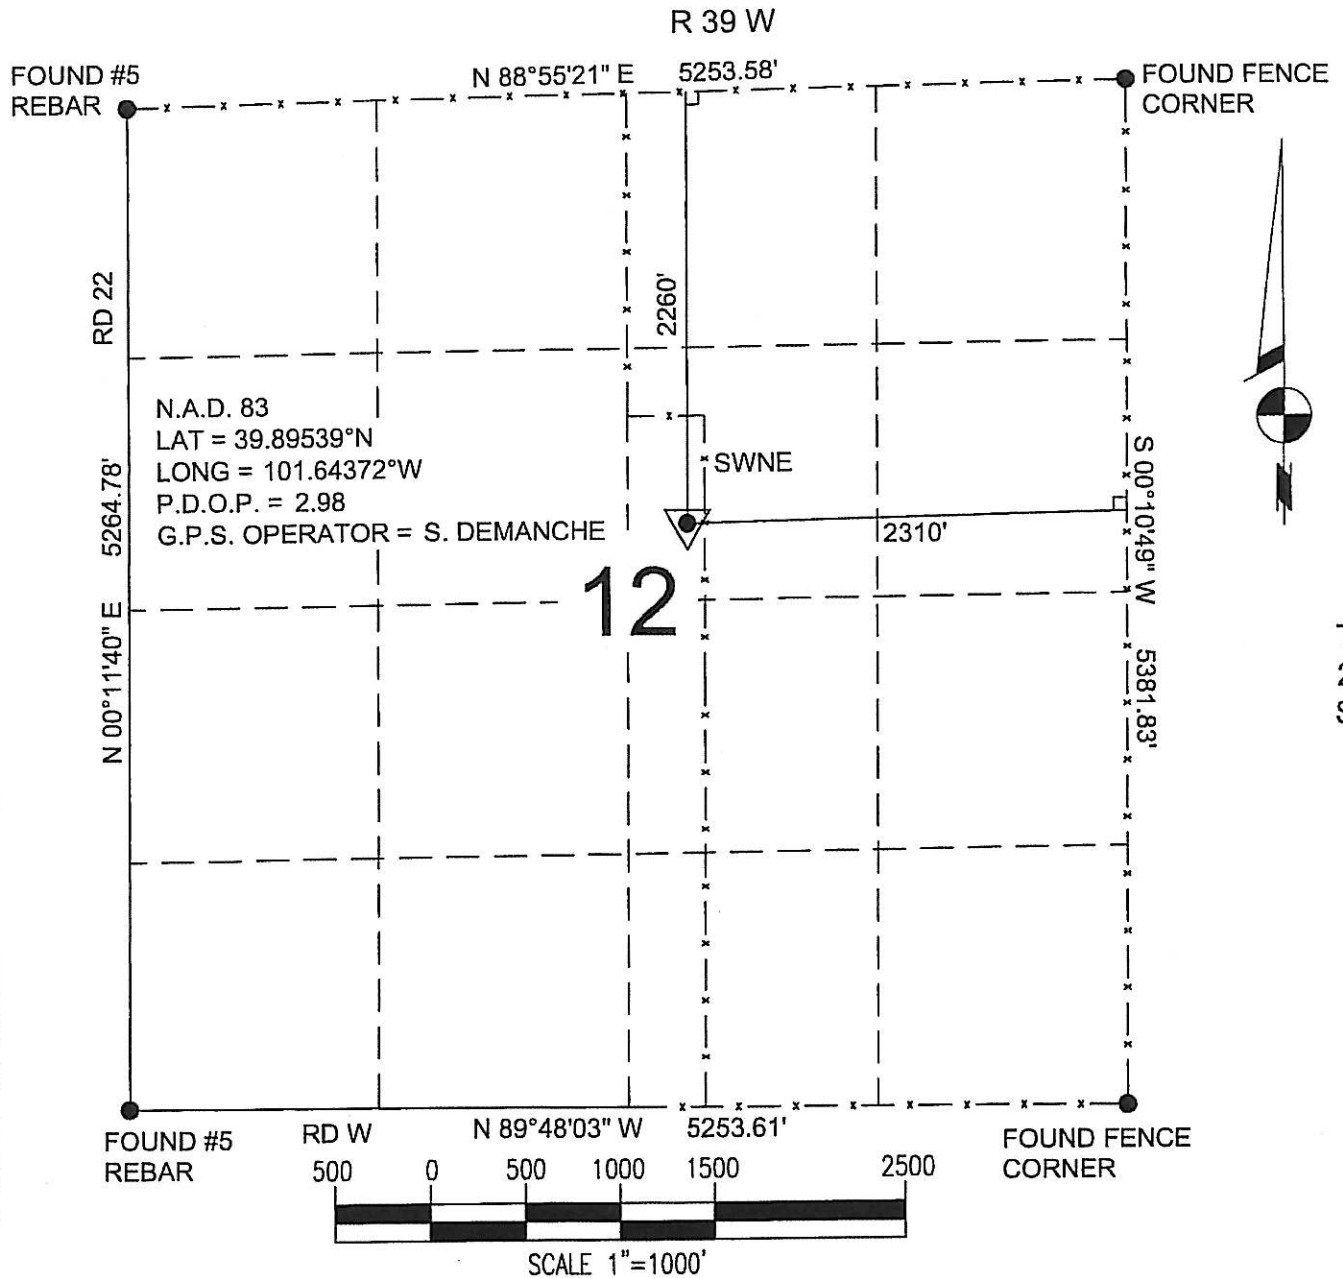 R 39 W
FOUND #5
REBAR
N 88°55'21" E 5253.58'
FOUND FENCE
CORNER
RD 22
2260'
N.A.D. 83
LAT = 39.89539°N
LONG = 101.64372°W
P.D.O.P. = 2.98
G.P.S. OPERATOR = S. DEMANCHE
SWNE
2310'
N 00°11'40" E 5264.78'
S 00°10'49" W 5381.83'
12
FOUND #5
REBAR
RD W
N 89°48'03" W 5253.61'
FOUND FENCE
CORNER
500 0 500 1000 1500 2500
SCALE 1"=1000'